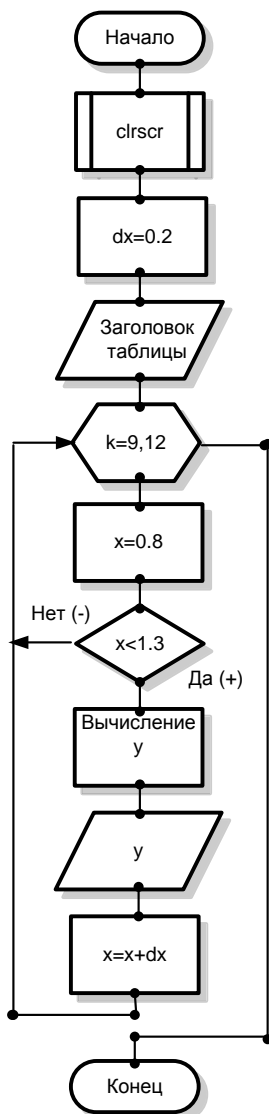 Начало
clrscr
dx=0.2
Заголовок
таблицы
k=9,12
x=0.8
Нет (-)
x<1.3
Да (+)
Вычисление
y
y
x=x+dx
Конец